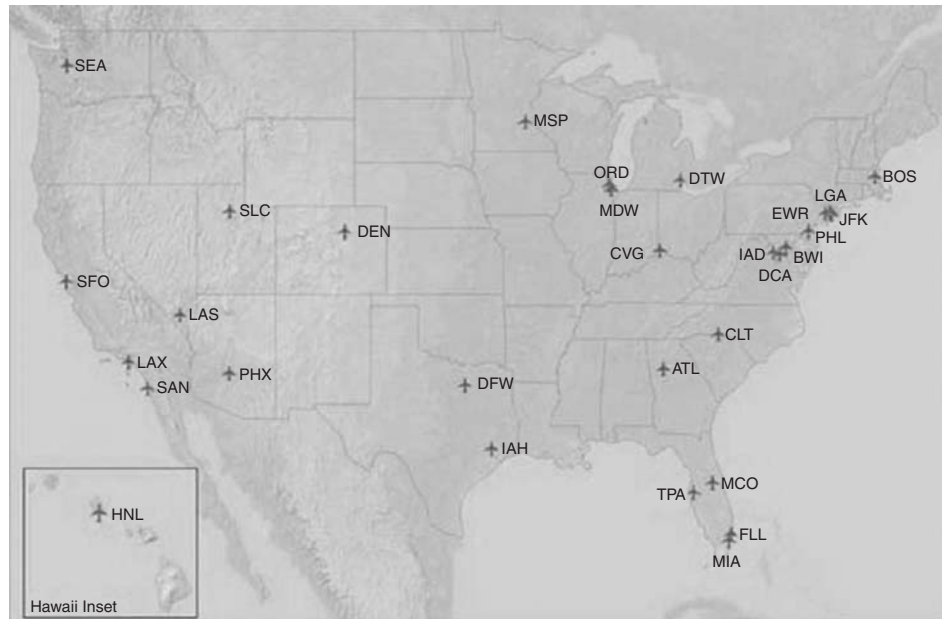 SEA
MSP
ORD
DTW
BOS
MDW
LGA
EWR
JFK
SLC
DEN
PHL
CVG
IAD
BWI
DCA
SFO
LAS
CLT
LAX
PHX
ATL
SAN
DFW
IAH
MCO
TPA
HNL
FLL
MIA
Hawaii Inset